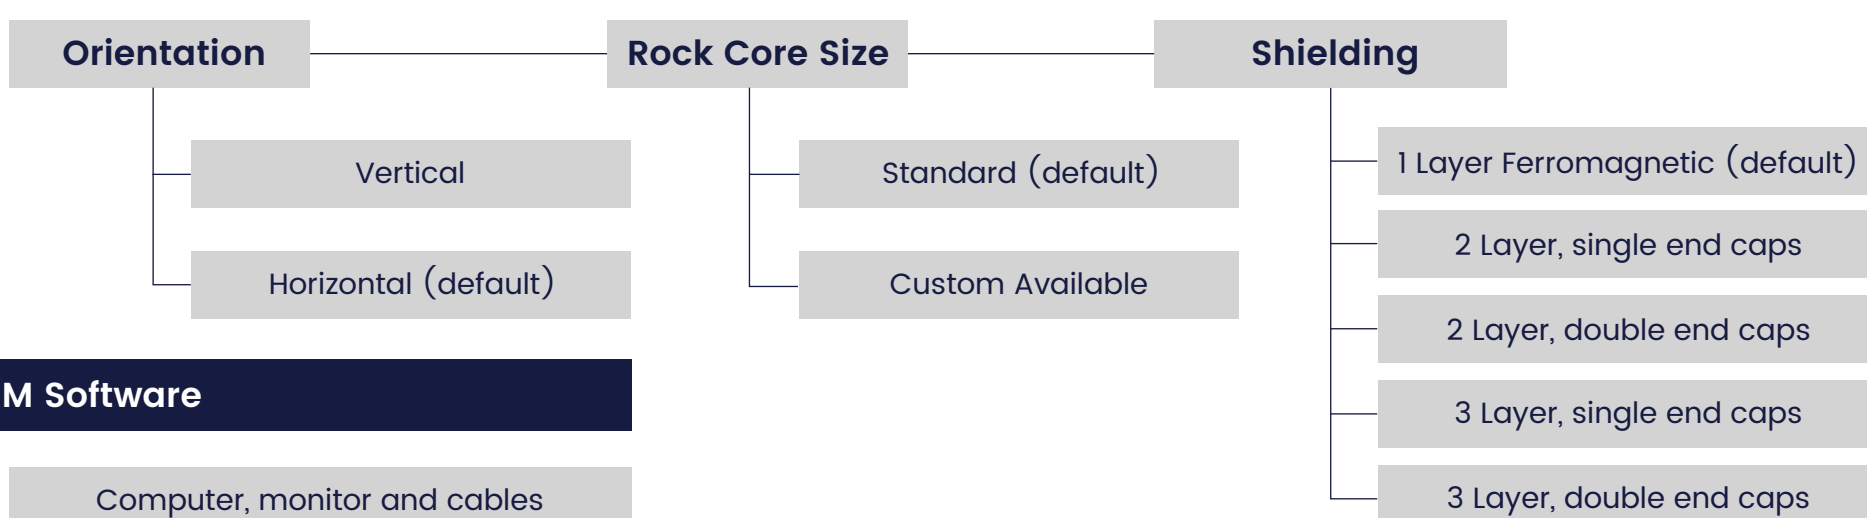 Orientation
Rock Core Size
Shielding
Vertical
Horizontal (default)
Standard (default)
Custom Available
1 Layer Ferromagnetic (default)
2 Layer, single end caps
2 Layer, double end caps
3 Layer, single end caps
3 Layer, double end caps
M Software
Computer, monitor and cables